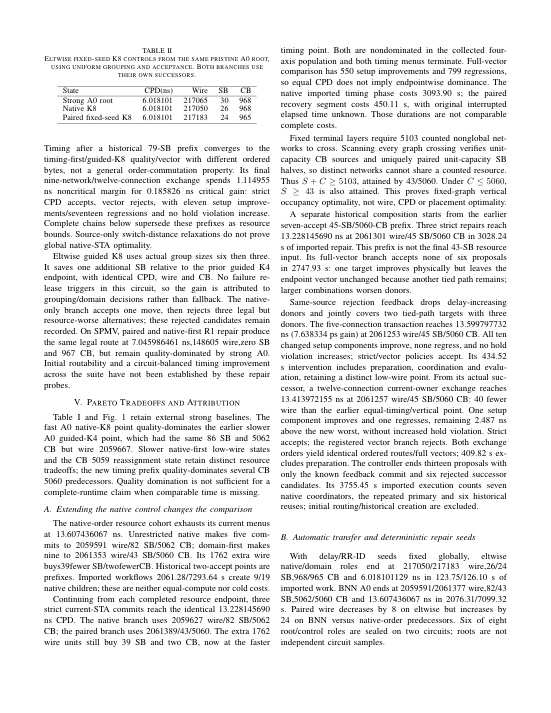 TABLE II
ELTWISE FIXED-SEED K8 CONTROLS FROM THE SAME PRISTINE A0 ROOT,
USING UNIFORM GROUPING AND ACCEPTANCE. BOTH BRANCHES USE
THEIR OWN SUCCESSORS.
State CPD(ns) Wire SB CB
Strong A0 root 6.018101 217065 30 968
Native K8 6.018101 217050 26 968
Paired fixed-seed K8 6.018101 217183 24 965
Timing after a historical 79-SB prefix converges to the
timing-first/guided-K8 quality/vector with different ordered
bytes, not a general order-commutation property. Its final
nine-network/twelve-connection exchange spends 1.114955
ns noncritical margin for 0.185826 ns critical gain: strict
CPD accepts, vector rejects, with eleven setup improve-
ments/seventeen regressions and no hold violation increase.
Complete chains below supersede these prefixes as resource
bounds. Source-only switch-distance relaxations do not prove
global native-STA optimality.
Eltwise guided K8 uses actual group sizes six then three.
It saves one additional SB relative to the prior guided K4
endpoint, with identical CPD, wire and CB. No failure re-
lease triggers in this circuit, so the gain is attributed to
grouping/domain decisions rather than fallback. The native-
only branch accepts one move, then rejects three legal but
resource-worse alternatives; these rejected candidates remain
recorded. On SPMV, paired and native-first R1 repair produce
the same legal route at 7.045986461 ns,148605 wire,zero SB
and 967 CB, but remain quality-dominated by strong A0.
Initial routability and a circuit-balanced timing improvement
across the suite have not been established by these repair
probes.
V. PARETO TRADEOFFS AND ATTRIBUTION
Table I and Fig. 1 retain external strong baselines. The
fast A0 native-K8 point quality-dominates the earlier slower
A0 guided-K4 point, which had the same 86 SB and 5062
CB but wire 2059667. Slower native-first low-wire states
and the CB 5059 reassignment state retain distinct resource
tradeoffs; the new timing prefix quality-dominates several CB
5060 predecessors. Quality domination is not sufficient for a
complete-runtime claim when comparable time is missing.
A. Extending the native control changes the comparison
The native-order resource cohort exhausts its current menus
at 13.607436067 ns. Unrestricted native makes five com-
mits to 2059591 wire/82 SB/5062 CB; domain-first makes
nine to 2061353 wire/43 SB/5060 CB. Its 1762 extra wire
buys39fewer SB/twofewerCB. Historical two-accept points are
prefixes. Imported workflows 2061.28/7293.64 s create 9/19
native children; these are neither equal-compute nor cold costs.
Continuing from each completed resource endpoint, three
strict current-STA commits reach the identical 13.228145690
ns CPD. The native branch uses 2059627 wire/82 SB/5062
CB; the paired branch uses 2061389/43/5060. The extra 1762
wire units still buy 39 SB and two CB, now at the faster
timing point. Both are nondominated in the collected four-
axis population and both timing menus terminate. Full-vector
comparison has 550 setup improvements and 799 regressions,
so equal CPD does not imply endpointwise dominance. The
native imported timing phase costs 3093.90 s; the paired
recovery segment costs 450.11 s, with original interrupted
elapsed time unknown. Those durations are not comparable
complete costs.
Fixed terminal layers require 5103 counted nonglobal net-
works to cross. Scanning every graph crossing verifies unit-
capacity CB sources and uniquely paired unit-capacity SB
halves, so distinct networks cannot share a counted resource.
Thus S + C ≥ 5103, attained by 43/5060. Under C ≤ 5060,
S ≥ 43 is also attained. This proves fixed-graph vertical
occupancy optimality, not wire, CPD or placement optimality.
A separate historical composition starts from the earlier
seven-accept 45-SB/5060-CB prefix. Three strict repairs reach
13.228145690 ns at 2061301 wire/45 SB/5060 CB in 3028.24
s of imported repair. This prefix is not the final 43-SB resource
input. Its full-vector branch accepts none of six proposals
in 2747.93 s: one target improves physically but leaves the
endpoint vector unchanged because another tied path remains;
larger combinations worsen donors.
Same-source rejection feedback drops delay-increasing
donors and jointly covers two tied-path targets with three
donors. The five-connection transaction reaches 13.599797732
ns (7.638334 ps gain) at 2061253 wire/45 SB/5060 CB. All ten
changed setup components improve, none regress, and no hold
violation increases; strict/vector policies accept. Its 434.52
s intervention includes preparation, coordination and evalu-
ation, retaining a distinct low-wire point. From its actual suc-
cessor, a twelve-connection current-owner exchange reaches
13.413972155 ns at 2061257 wire/45 SB/5060 CB: 40 fewer
wire than the earlier equal-timing/vertical point. One setup
component improves and one regresses, remaining 2.487 ns
above the new worst, without increased hold violation. Strict
accepts; the registered vector branch rejects. Both exchange
orders yield identical ordered routes/full vectors; 409.82 s ex-
cludes preparation. The controller ends thirteen proposals with
only the known feedback commit and six rejected successor
candidates. Its 3755.45 s imported execution counts seven
native coordinators, the repeated primary and six historical
reuses; initial routing/historical creation are excluded.
B. Automatic transfer and deterministic repair seeds
With delay/RR-ID seeds fixed globally, eltwise
native/domain roles end at 217050/217183 wire,26/24
SB,968/965 CB and 6.018101129 ns in 123.75/126.10 s of
imported work. BNN A0 ends at 2059591/2061377 wire,82/43
SB,5062/5060 CB and 13.607436067 ns in 2076.31/7099.32
s. Paired wire decreases by 8 on eltwise but increases by
24 on BNN versus native-order predecessors. Six of eight
root/control roles are sealed on two circuits; roots are not
independent circuit samples.